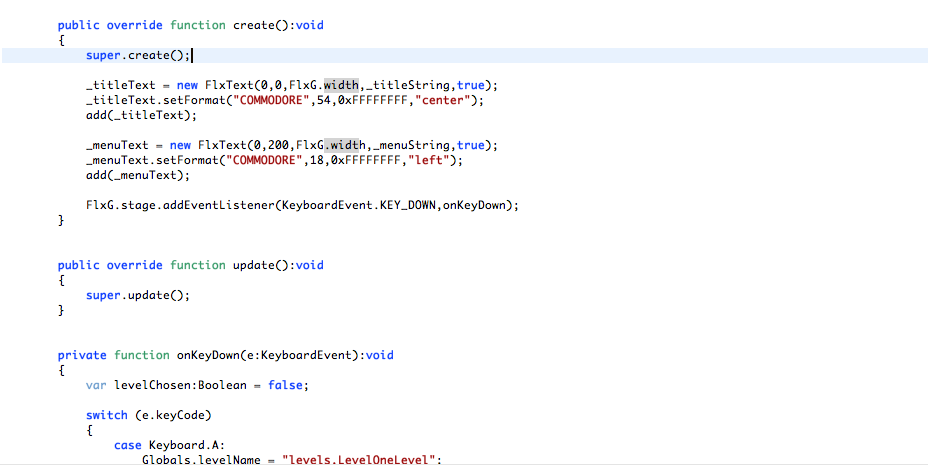 public override function create():void
{
super.create();
_titleText = new FlxText(0,0,FlxG.width,_titleString,true);
_titleText.setFormat("COMMODORE",54,0xFFFFFFFF,"center");
add(_titleText);
_menuText = new FlxText(0,200,FlxG.width,_menuString,true);
_menuText.setFormat("COMMODORE",18,0xFFFFFFFF,"left");
add(_menuText);
FlxG.stage.addEventListener(KeyboardEvent.KEY_DOWN,onKeyDown);
}
public override function update():void
{
super.update();
}
private function onKeyDown(e:KeyboardEvent):void
{
var levelChosen:Boolean = false;
switch (e.keyCode)
{
case Keyboard.A:
Globals.levelName = "levels.LevelOneLevel";